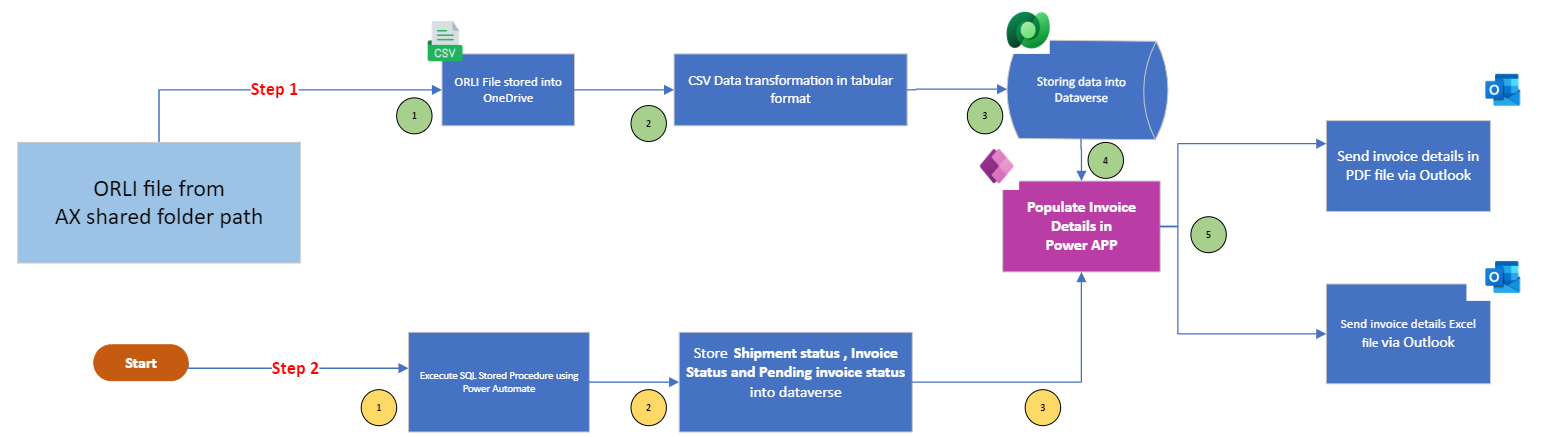 CSV
Step 1
ORLI File stored into
OneDrive
CSV Data transformation in tabular
format
Storing data into
Dataverse
1
2
3
4
ORLI file from
AX shared folder path
Populate Invoice
Details in
Power APP
5
O
Send invoice details in
PDF file via Outlook
O
Send invoice details Excel
file via Outlook
Start
Step 2
Excecute SQL Stored Procedure using
Power Automate
Store Shipment status , Invoice
Status and Pending invoice status
into dataverse
1
2
3